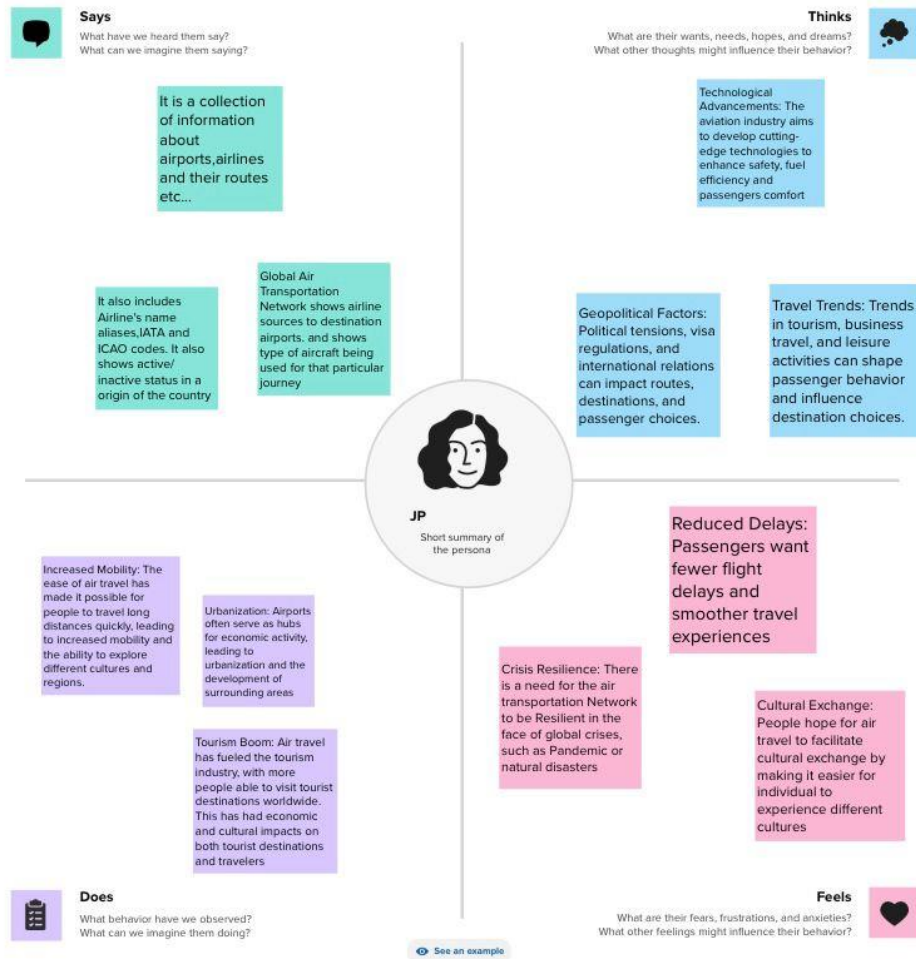 Says
What have we heard them say?
What can we imagine them saying?
Thinks
What are their wants, needs, hopes, and dreams?
What other thoughts might influence their behavior?
It is a collection
of information
about
airports,airlines
and their routes
etc...
It also includes
Airline's name
aliases,IATA and
ICAO codes. It also
shows active/
inactive status in a
origin of the country
Global Air
Transportation
Network shows airline
sources to destination
airports. and shows
type of aircraft being
used for that particular
journey
Technological
Advancements: The
aviation industry aims
to develop cutting-
edge technologies to
enhance safety, fuel
efficiency and
passengers comfort
Geopolitical Factors:
Political tensions, visa
regulations, and
international relations
can impact routes,
destinations, and
passenger choices.
Travel Trends: Trends
in tourism, business
travel, and leisure
activities can shape
passenger behavior
and influence
destination choices.
JP
Short summary of
the persona
Increased Mobility: The
ease of air travel has
made it possible for
people to travel long
distances quickly, leading
to increased mobility and
the ability to explore
different cultures and
regions.
Urbanization: Airports
often serve as hubs
for economic activity,
leading to
urbanization and the
development of
surrounding areas
Tourism Boom: Air travel
has fueled the tourism
industry, with more
people able to visit tourist
destinations worldwide.
This has had economic
and cultural impacts on
both tourist destinations
and travelers
Reduced Delays:
Passengers want
fewer flight
delays and
smoother travel
experiences
Crisis Resilience: There
is a need for the air
transportation Network
to be Resilient in the
face of global crises,
such as Pandemic or
natural disasters
Cultural Exchange:
People hope for air
travel to facilitate
cultural exchange by
making it easier for
individual to
experience different
cultures
Does
What behavior have we observed?
What can we imagine them doing?
Feels
What are their fears, frustrations, and anxieties?
What other feelings might influence their behavior?
See an example